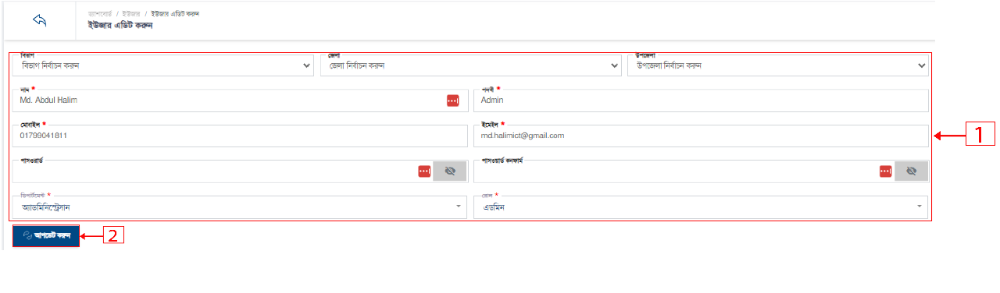 ড্যাশবোর্ড / ইউজার / ইউজার এডিট করুন
ইউজার এডিট করুন
বিভাগ জেলা উপজেলা
বিভাগ নির্বাচন করুন জেলা নির্বাচন করুন উপজেলা নির্বাচন করুন
নাম * পদবী *
Md. Abdul Halim Admin
মোবাইল * ইমেইল *
01799041811 md.halimict@gmail.com
1
পাসওয়ার্ড পাসওয়ার্ড কনফার্ম
ডিপার্টমেন্ট * রোল *
অ্যাডমিনিস্ট্রেসান এডমিন
আপডেট করুন 2